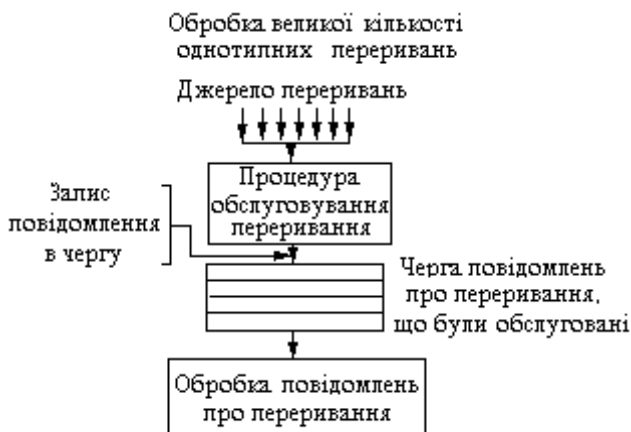 Обробка великої кількості
однотипних переривань
Джерело переривань
Процедура
обслуговування
переривання
Запис
повідомлення
в чергу
Черга повідомлень
про переривання,
що були обслуговані
Обробка повідомлень
про переривання